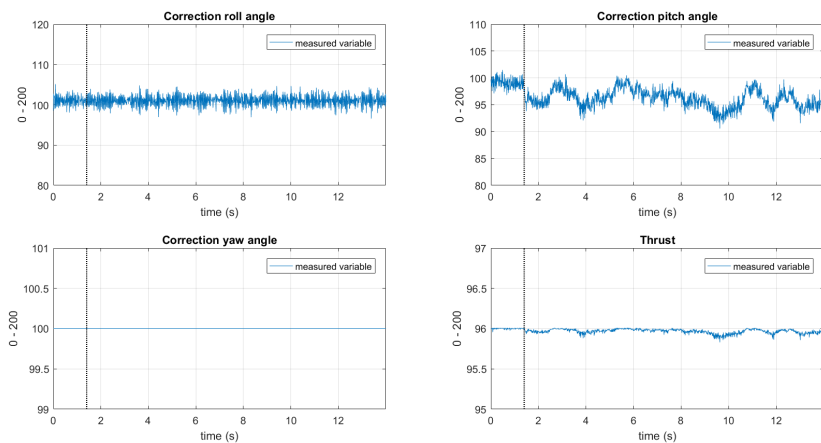 Correction roll angle
120
115
110
105
100
95
90
85
80
0 - 200
measured variable
0 2 4 6 8 10 12
time (s)
Correction pitch angle
110
105
100
95
90
85
80
0 - 200
measured variable
0 2 4 6 8 10 12
time (s)
Correction yaw angle
101
100.5
100
99.5
99
0 - 200
measured variable
0 2 4 6 8 10 12
time (s)
Thrust
97
96.5
96
95.5
95
0 - 200
measured variable
0 2 4 6 8 10 12
time (s)